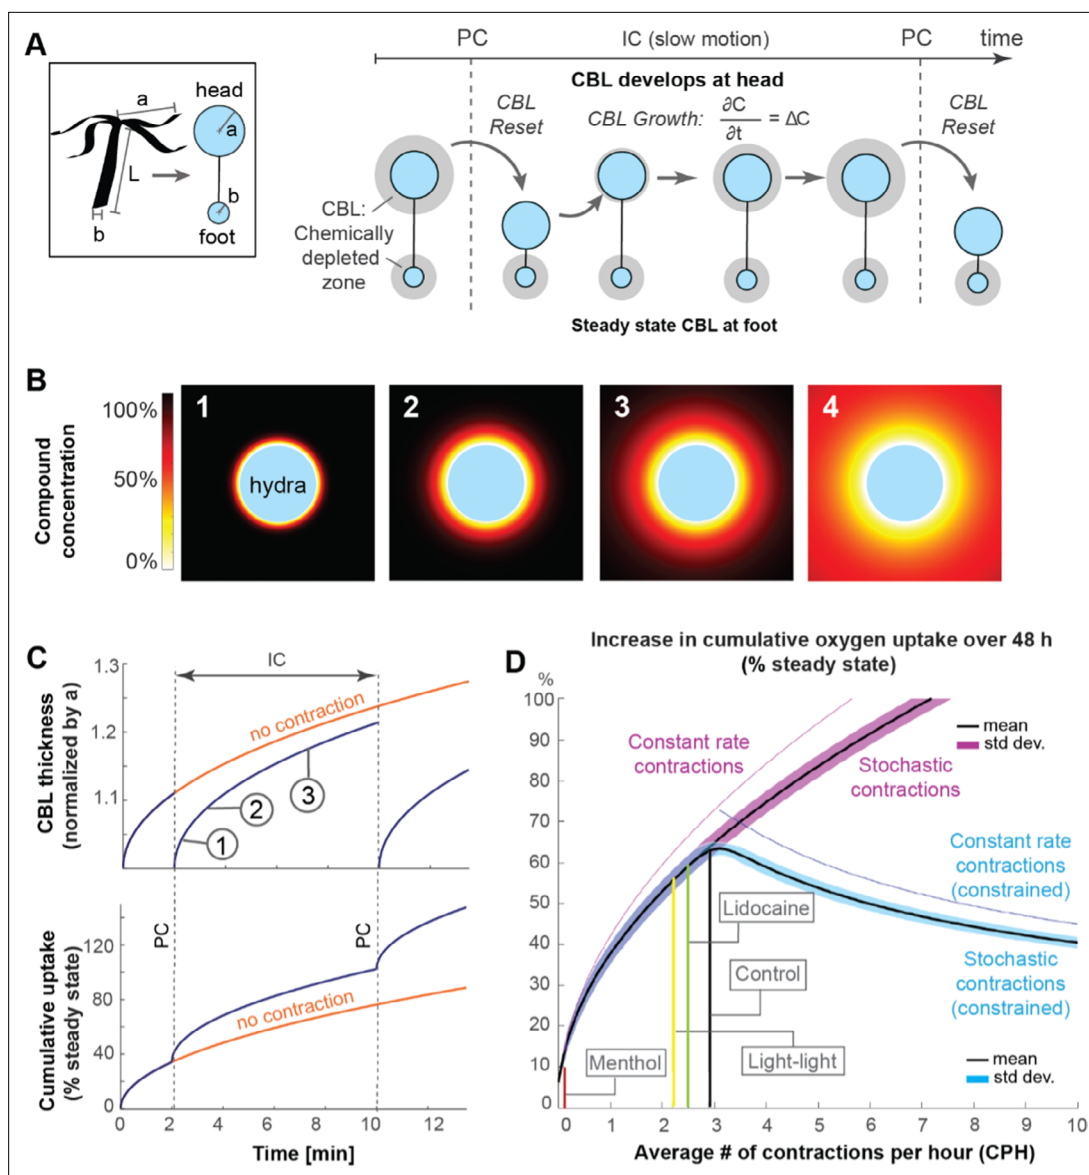 A
a
L
b
head
a
b
foot
PC
IC (slow motion)
PC
time
CBL develops at head
CBL
Reset
CBL Growth: ∂C/∂t = ΔC
CBL
Reset
CBL:
Chemically
depleted
zone
Steady state CBL at foot
B
Compound
concentration
100%
50%
0%
1
hydra
2
3
4
C
CBL thickness
(normalized by a)
1.3
1.2
1.1
IC
no contraction
1
2
3
Cumulative uptake
(% steady state)
120
80
40
0
PC
PC
no contraction
0 2 4 6 8 10 12
Time [min]
D
Increase in cumulative oxygen uptake over 48 h
(% steady state)
%
100
90
80
70
60
50
40
30
20
10
0
Constant rate
contractions
Stochastic
contractions
mean
std dev.
Constant rate
contractions
(constrained)
Stochastic
contractions
(constrained)
Lidocaine
Control
Light-light
Menthol
mean
std dev.
0 1 2 3 4 5 6 7 8 9 10
Average # of contractions per hour (CPH)